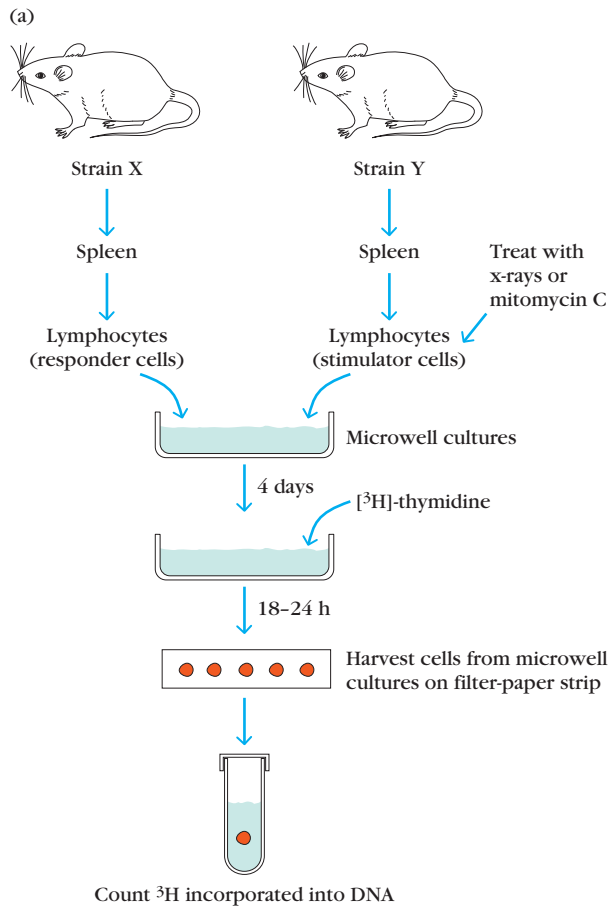 (a)
Strain X
Strain Y
Spleen
Spleen
Treat with
x-rays or
mitomycin C
Lymphocytes
(responder cells)
Lymphocytes
(stimulator cells)
Microwell cultures
4 days
[³H]-thymidine
18–24 h
Harvest cells from microwell
cultures on filter-paper strip
Count ³H incorporated into DNA